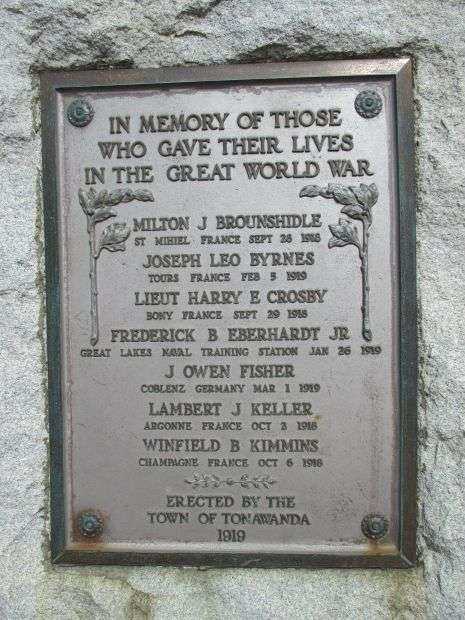 IN MEMORY OF THOSE
WHO GAVE THEIR LIVES
IN THE GREAT WORLD WAR
MILTON J BROUNSHIDLE
ST MIHIEL FRANCE SEPT 28 1918
JOSEPH LEO BYRNES
TOURS FRANCE FEB 5 1919
LIEUT HARRY E CROSBY
BONY FRANCE SEPT 29 1918
FREDERICK B EBERHARDT JR
GREAT LAKES NAVAL TRAINING STATION JAN 26 1919
J OWEN FISHER
COBLENZ GERMANY MAR 1 1919
LAMBERT J KELLER
ARGONNE FRANCE OCT 2 1918
WINFIELD B KIMMINS
CHAMPAGNE FRANCE OCT 6 1918
ERECTED BY THE
TOWN OF TONAWANDA
1919